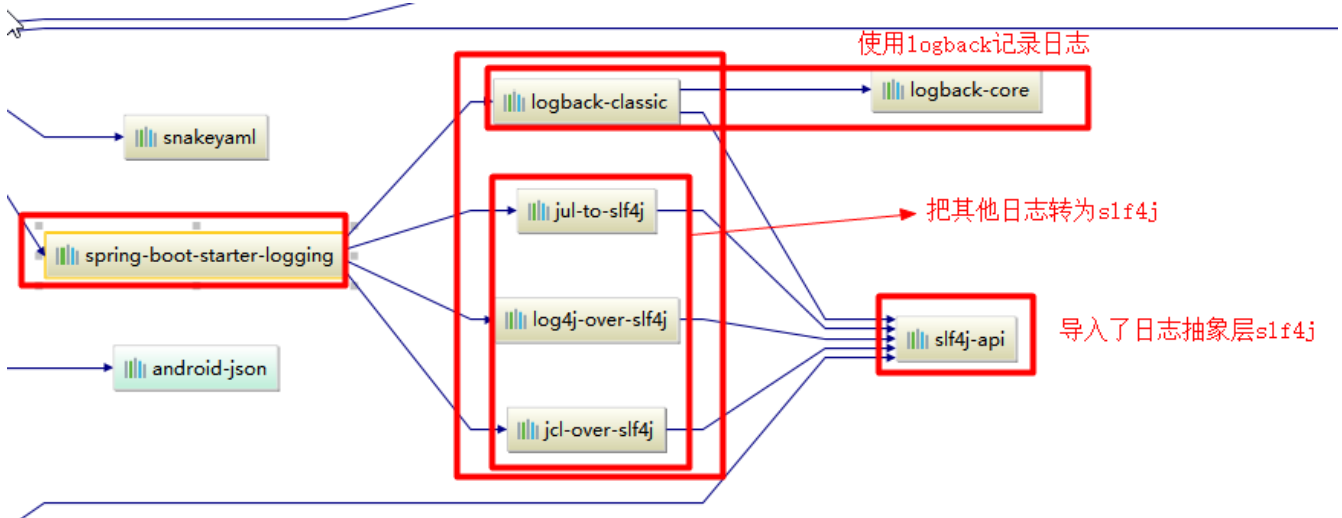 使用logback记录日志
logback-classic
logback-core
snakeyaml
jul-to-slf4j
把其他日志转为slf4j
spring-boot-starter-logging
log4j-over-slf4j
slf4j-api
导入了日志抽象层slf4j
android-json
jcl-over-slf4j